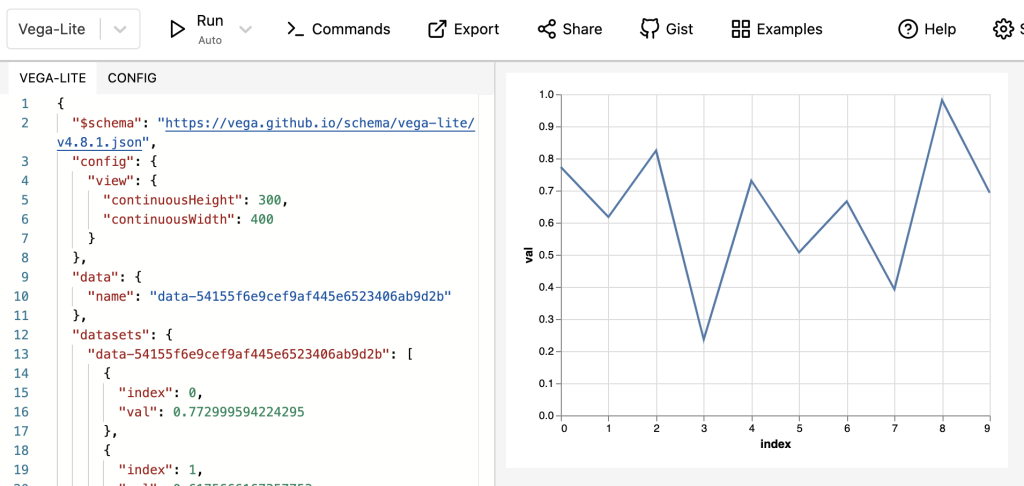 Vega-Lite
Run
Auto
Commands
Export
Share
Gist
Examples
Help
VEGA-LITE
CONFIG
1 {
2 "$schema": "https://vega.github.io/schema/vega-lite/
v4.8.1.json",
3 "config": {
4 "view": {
5 "continuousHeight": 300,
6 "continuousWidth": 400
7 }
8 },
9 "data": {
10 "name": "data-54155f6e9cef9af445e6523406ab9d2b"
11 },
12 "datasets": {
13 "data-54155f6e9cef9af445e6523406ab9d2b": [
14 {
15 "index": 0,
16 "val": 0.772999594224295
17 },
18 {
19 "index": 1,
1.0
0.9
0.8
0.7
0.6
0.5
0.4
0.3
0.2
0.1
0.0
val
0 1 2 3 4 5 6 7 8 9
index